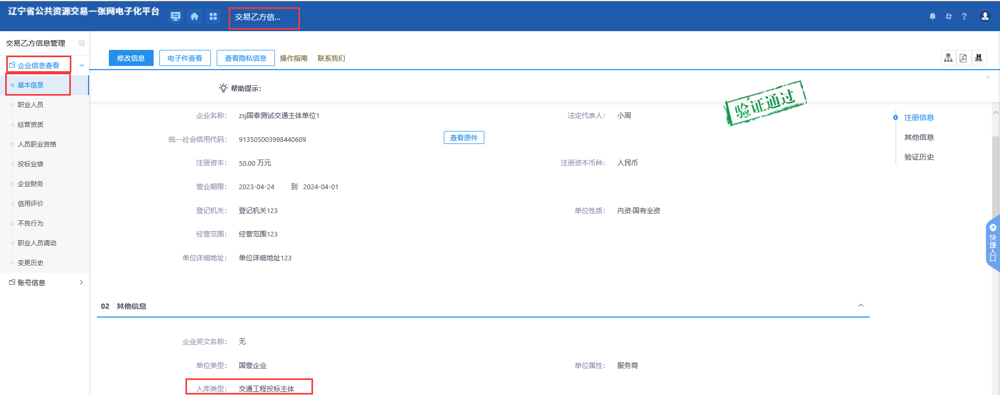 辽宁省公共资源交易一张网电子化平台
交易乙方信...
交易乙方信息管理
企业信息查看
基本信息
职业人员
经营资质
人员职业资格
投标业绩
企业财务
信用评价
不良行为
职业人员调动
变更历史
账号信息
修改信息 电子件查看 查看隐私信息 操作指南 联系我们
帮助提示：
验证通过
企业名称： zsj国泰测试交通主体单位1 法定代表人： 小周
统一社会信用代码： 913505003998440609 查看原件
注册资本： 50.00 万元 注册资本币种： 人民币
营业期限： 2023-04-24 到 2024-04-01
登记机关： 登记机关123 单位性质： 内资·国有全资
经营范围： 经营范围123
单位详细地址： 单位详细地址123
02 其他信息
企业英文名称： 无
单位类型： 国营企业 单位属性： 服务商
入库类型： 交通工程投标主体
注册信息
其他信息
验证历史
快捷入口